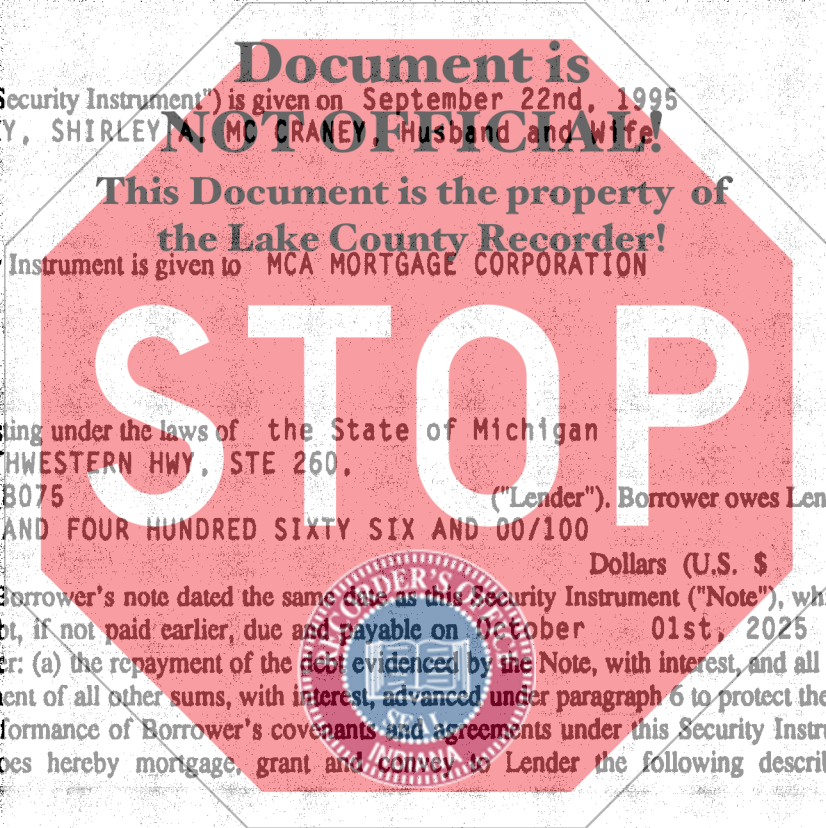 Document is
Security Instrument") is given on September 22nd, 1995
Y, SHIRLEY A. MC CRANEY, Husband and Wife
NOT OFFICIAL!
This Document is the property of
the Lake County Recorder!
Instrument is given to MCA MORTGAGE CORPORATION
STOP
ting under the laws of the State of Michigan
HWESTERN HWY, STE 260,
8075 ("Lender"). Borrower owes Len
AND FOUR HUNDRED SIXTY SIX AND 00/100
Dollars (U.S. $
Borrower's note dated the same date as this Security Instrument ("Note"), wh
bt, if not paid earlier, due and payable on October 01st, 2025
er: (a) the repayment of the debt evidenced by the Note, with interest, and all
ent of all other sums, with interest, advanced under paragraph 6 to protect the
formance of Borrower's covenants and agreements under this Security Instru
oes hereby mortgage, grant and convey to Lender the following descri
SEAL
INDIANA